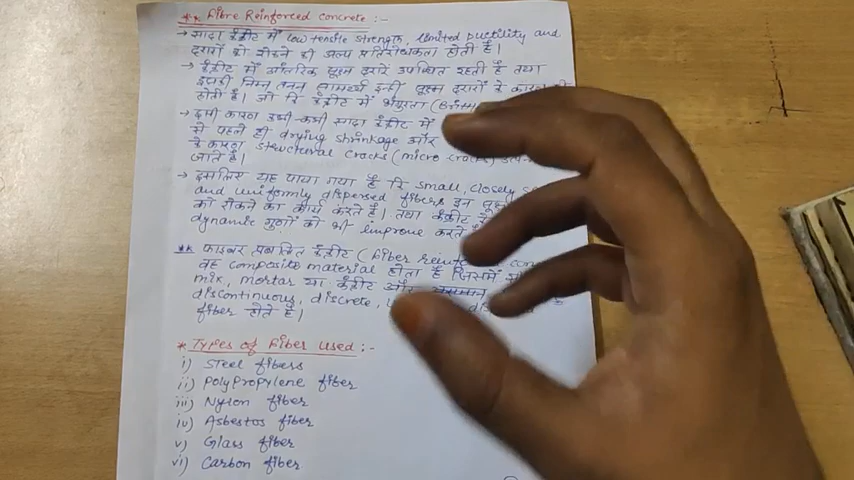 ** Fibre Reinforced concrete :-
→ सादा कंक्रीट में low tensile strength, limited ductility and
दरारों को रोकने की अल्प प्रतिरोधकता होती है।
→ कंक्रीट में आंतरिक सूक्ष्म दरारें उपस्थित रहती हैं तथा
इसकी निम्न तनन सामर्थ्य इन्हीं सूक्ष्म दरारों के कारण ही
होती है। जो कि कंक्रीट में भंगुरता
→ इसी कारण कभी-कभी सादा कंक्रीट में
से पहले ही drying shrinkage और
के कारण structural cracks (micro cracks)
जाते है।
→ इसलिए यह पाया गया है कि small, closely
and uniformly dispersed fibers इन
को रोकने का कार्य करते है। तथा कंक्रीट के
dynamic गुणों को भी improve करते है
** फाइबर प्रबलित कंक्रीट (fiber
वह composite material होता है जिसमें
mix, mortar या कंक्रीट और
discontinuous, discrete,
fiber होते है।
* Types of fiber used :-
i) Steel fibers
ii) Polypropylene fiber
iii) Nylon fiber
iv) Asbestos fiber
v) Glass fiber
vi) Carbon fiber